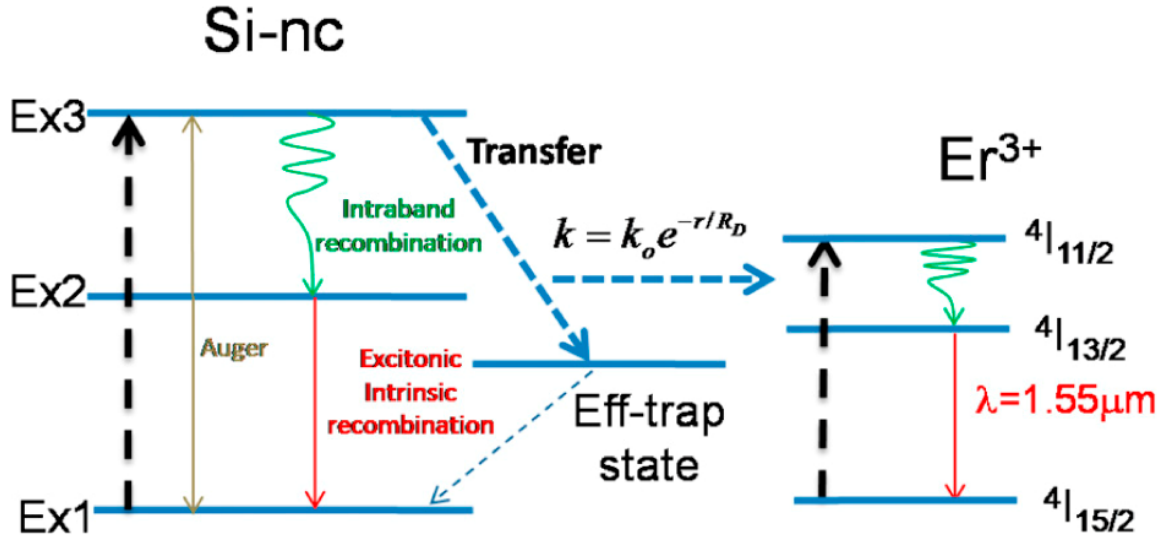 Si-nc
Ex3
Transfer
Er³⁺
Intraband
recombination
k = kₒe^{-r/R_D}
⁴I₁₁/₂
Ex2
⁴I₁₃/₂
Auger
Excitonic
Intrinsic
recombination
λ=1.55μm
Eff-trap
state
Ex1
⁴I₁₅/₂